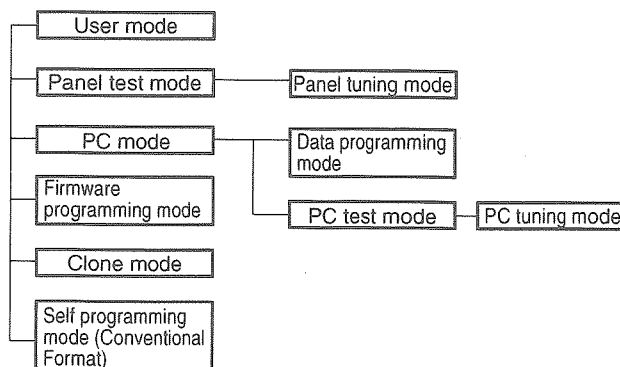 User mode
Panel test mode
Panel tuning mode
PC mode
Data programming
mode
Firmware
programming mode
PC test mode
PC tuning mode
Clone mode
Self programming
mode (Conventional
Format)